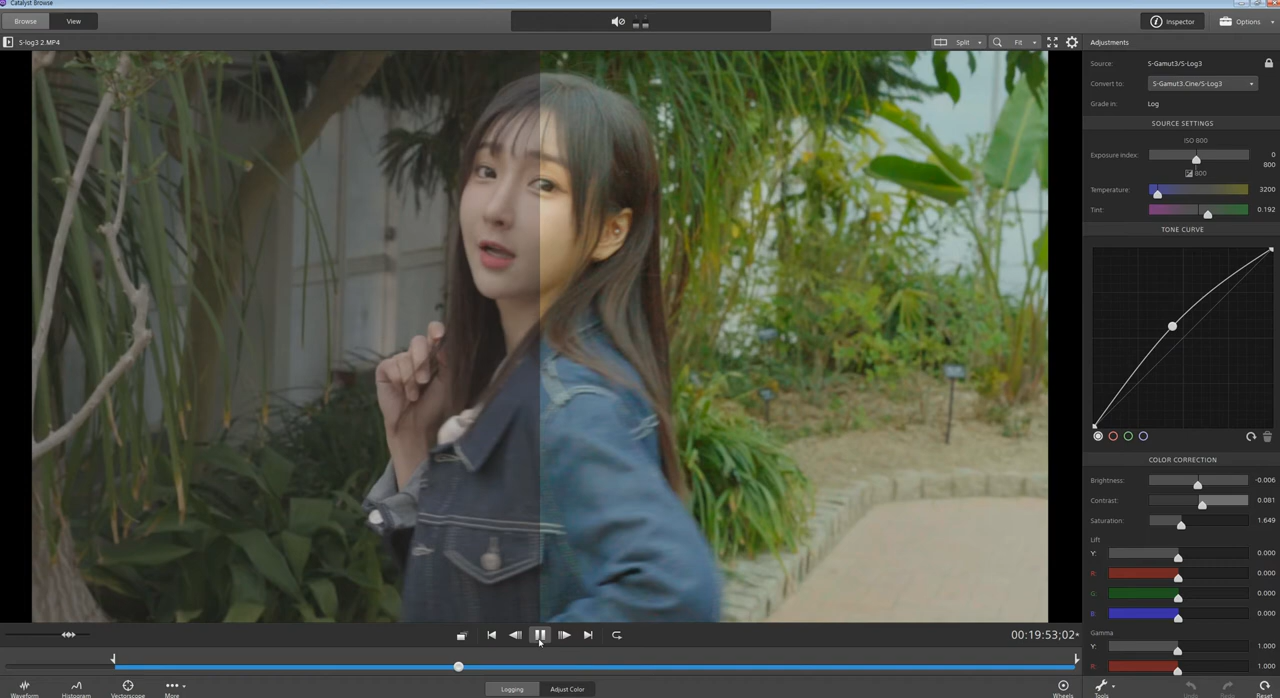 Catalyst Browse
Browse
View
Inspector
Options
S-log3 2.MP4
Split
Fit
Adjustments
Source: S-Gamut3/S-Log3
Convert to: S-Gamut3.Cine/S-Log3
Grade in: Log
SOURCE SETTINGS
ISO 800
Exposure index: 0
800
800
Temperature: 3200
Tint: 0.192
TONE CURVE
COLOR CORRECTION
Brightness: -0.006
Contrast: 0.081
Saturation: 1.649
Lift
Y: 0.000
R: 0.000
G: 0.000
B: 0.000
Gamma
Y: 1.000
R: 1.000
00:19:53;02
Waveform
Histogram
Vectorscope
More
Logging
Adjust Color
Wheels
Tools
Undo
Redo
Reset